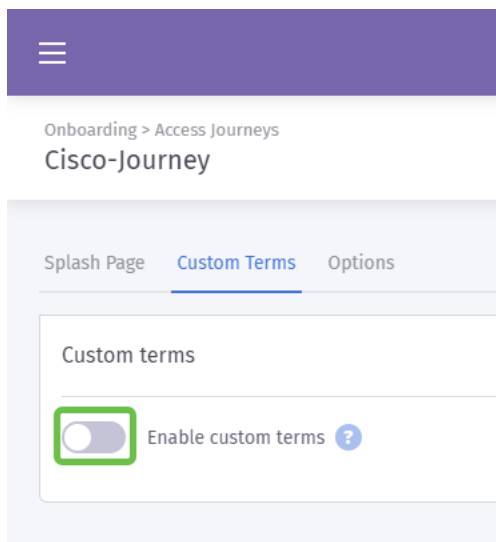 Onboarding > Access Journeys
Cisco-Journey
Splash Page Custom Terms Options
Custom terms
Enable custom terms ?